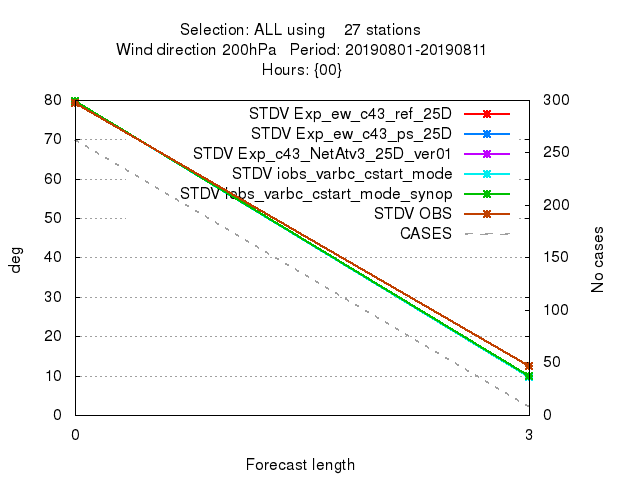 Selection: ALL using 27 stations
Wind direction 200hPa Period: 20190801-20190811
Hours: {00}
80 300
STDV Exp_ew_c43_ref_25D
STDV Exp_ew_c43_ps_25D
70
STDV Exp_c43_NetAtv3_25D_ver01 250
STDV iobs_varbc_cstart_mode
60
STDV iobs_varbc_cstart_mode_synop
200
STDV OBS
50
CASES
deg
40 150
No cases
30
100
20
50
10
0 0
0 3
Forecast length